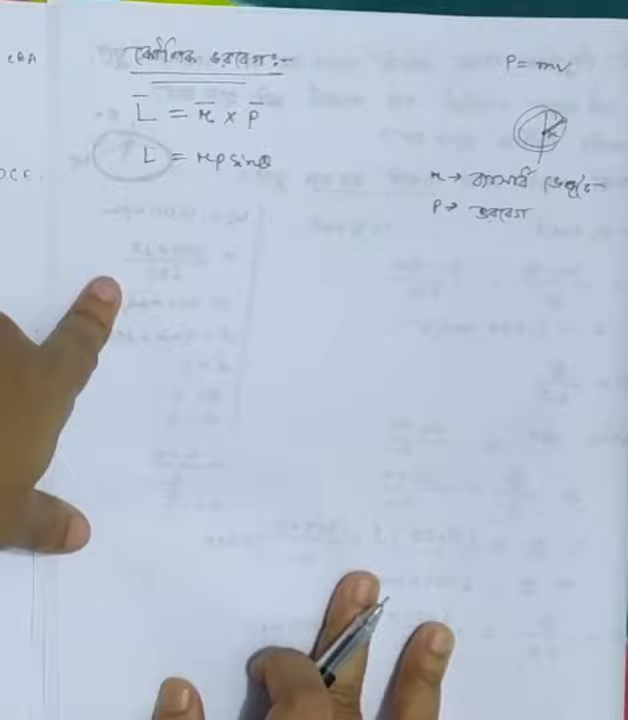 কৌণিক ভরবেগ:-
L̅ = r̅ × p̅
L = rp sinθ
P = mv
r → ব্যাসার্ধ ভেক্টর
P → ভরবেগ